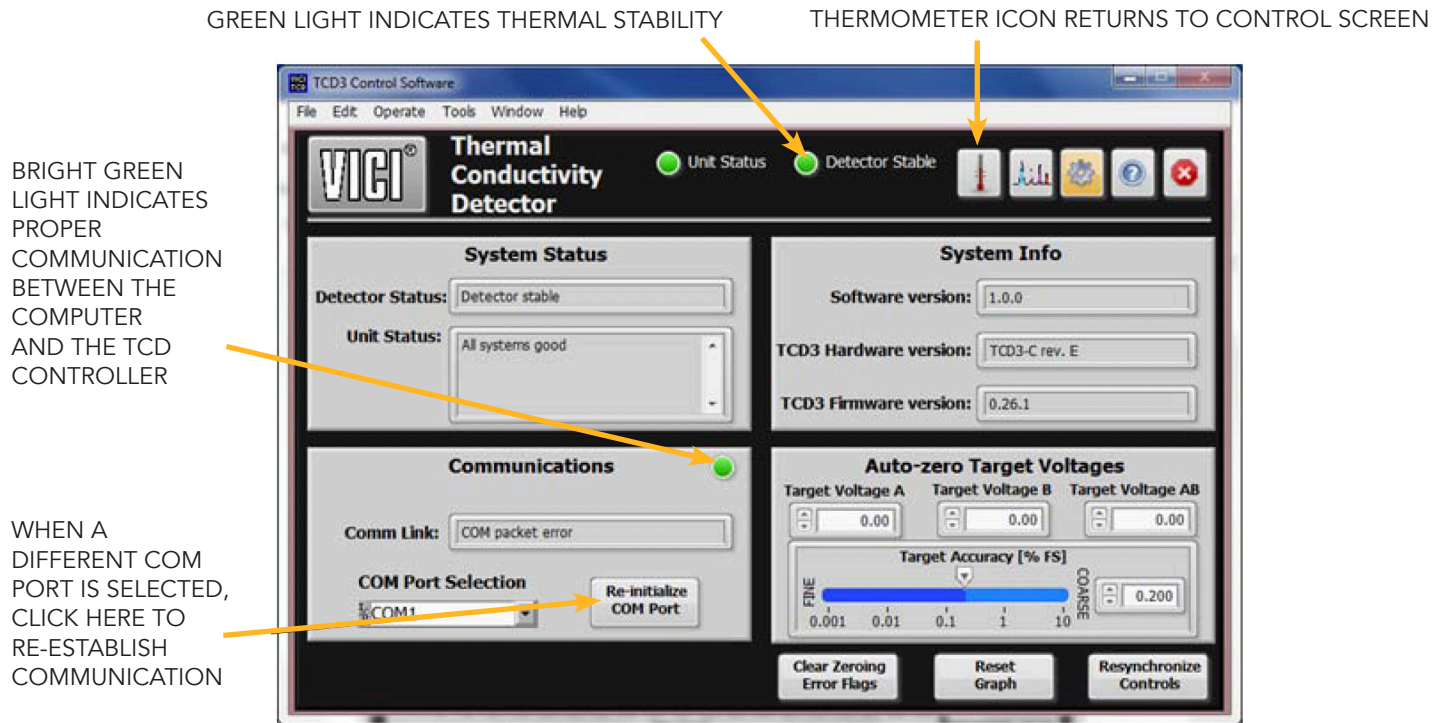 GREEN LIGHT INDICATES THERMAL STABILITY
THERMOMETER ICON RETURNS TO CONTROL SCREEN
VICI TCD
TCD3 Control Software
File Edit Operate Tools Window Help
VICI®
Thermal
Conductivity
Detector
Unit Status
Detector Stable
BRIGHT GREEN
LIGHT INDICATES
PROPER
COMMUNICATION
BETWEEN THE
COMPUTER
AND THE TCD
CONTROLLER
System Status
Detector Status: Detector stable
Unit Status: All systems good
System Info
Software version: 1.0.0
TCD3 Hardware version: TCD3-C rev. E
TCD3 Firmware version: 0.26.1
WHEN A
DIFFERENT COM
PORT IS SELECTED,
CLICK HERE TO
RE-ESTABLISH
COMMUNICATION
Communications
Comm Link: COM packet error
COM Port Selection
COM1
Re-initialize
COM Port
Auto-zero Target Voltages
Target Voltage A Target Voltage B Target Voltage AB
0.00 0.00 0.00
Target Accuracy [% FS]
FINE
COARSE
0.200
0.001 0.01 0.1 1 10
Clear Zeroing
Error Flags
Reset
Graph
Resynchronize
Controls